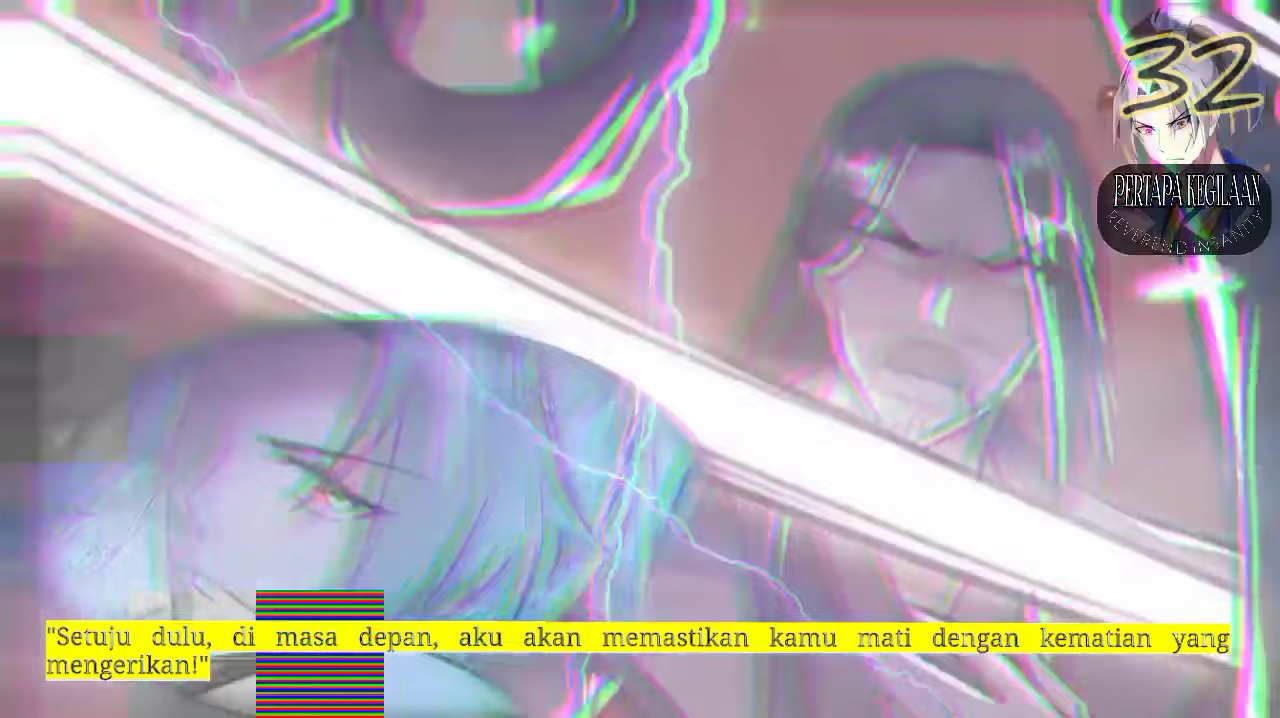 32
PERTAPA KEGILAAN
REVEREND INSANITY
"Setuju dulu, di masa depan, aku akan memastikan kamu mati dengan kematian yang
mengerikan!"